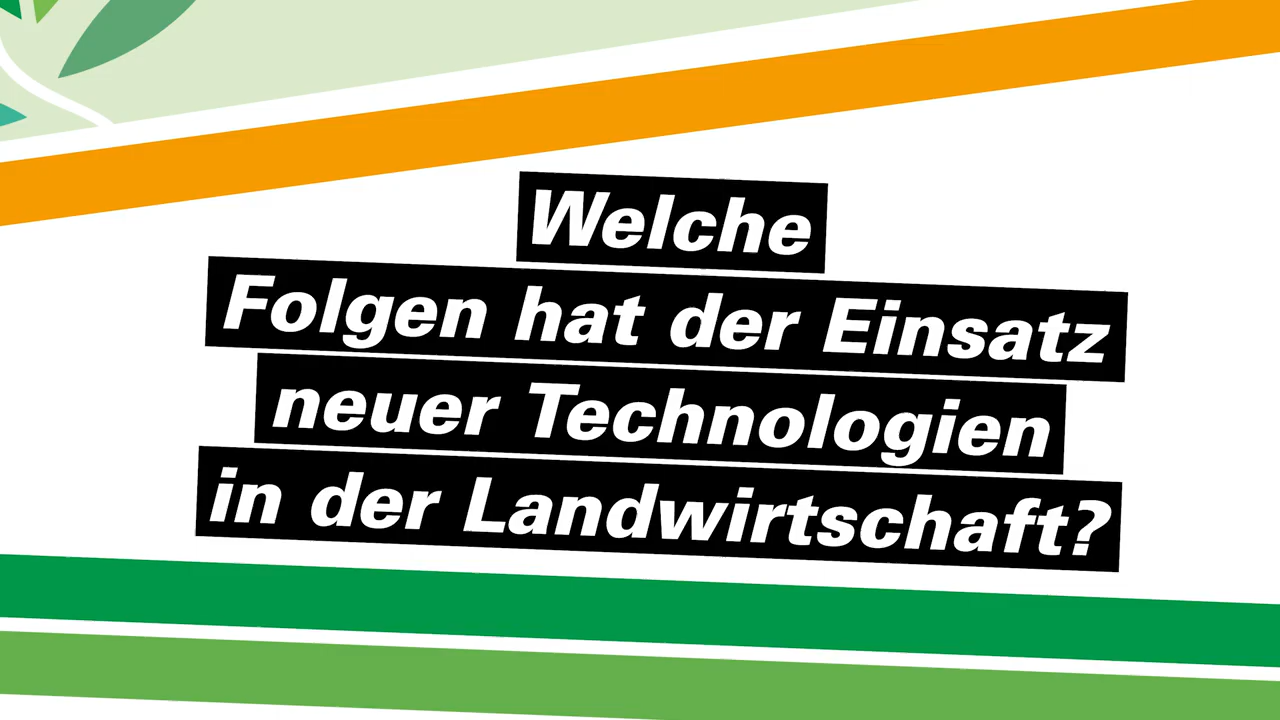 Welche
Folgen hat der Einsatz
neuer Technologien
in der Landwirtschaft?